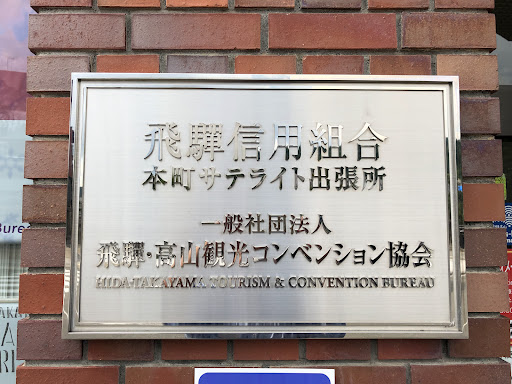 飛驒信用組合
本町サテライト出張所
一般社団法人
飛驒・高山観光コンベンション協会
HIDA-TAKAYAMA TOURISM & CONVENTION BUREAU
Bureau